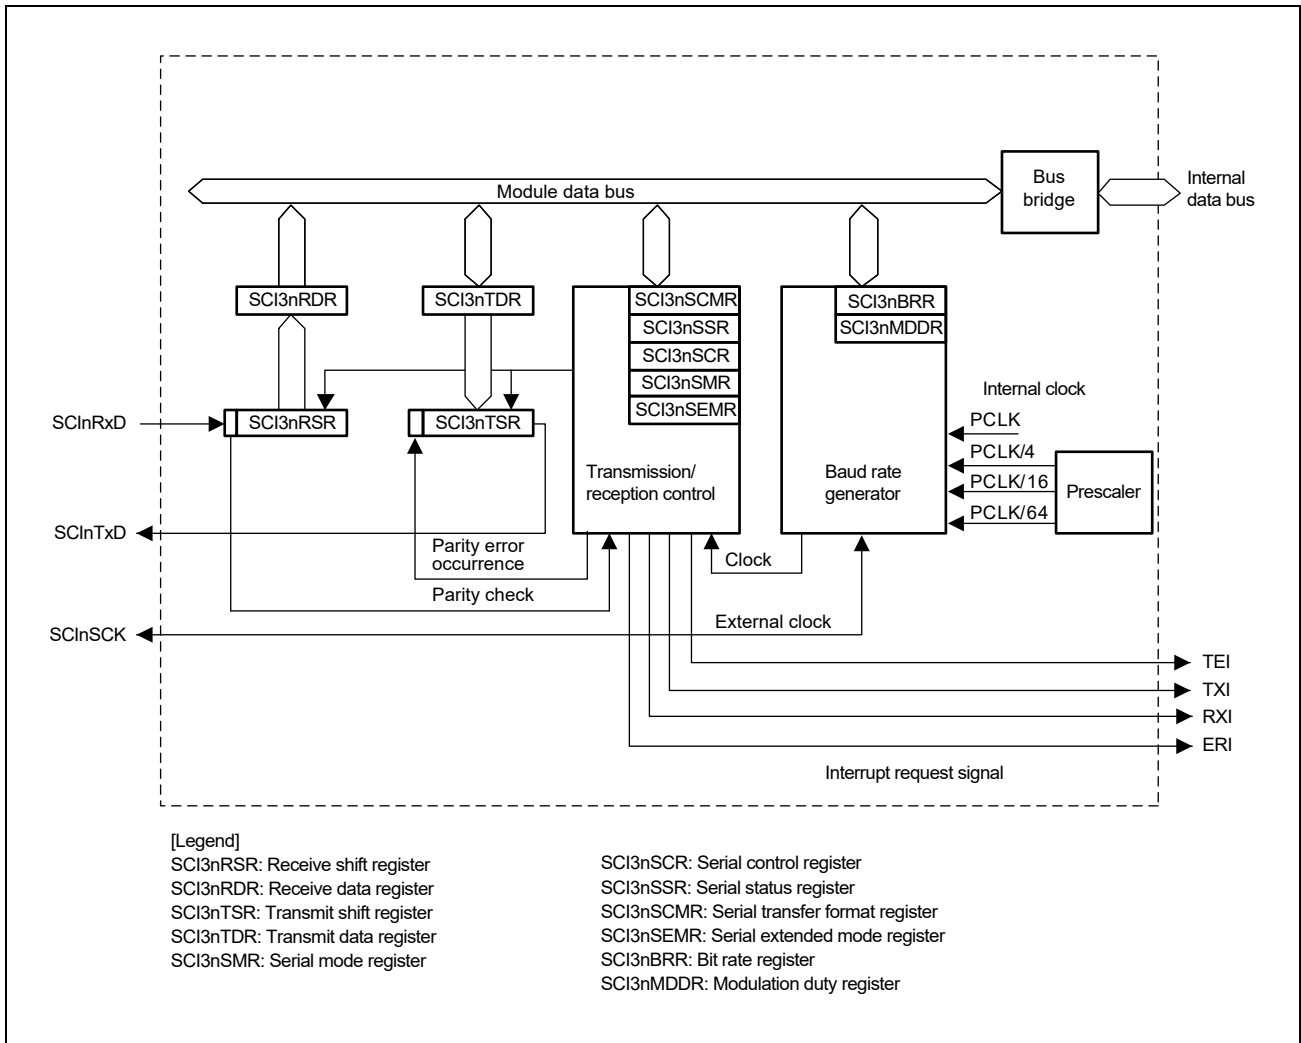 Module data bus
Bus
bridge
Internal
data bus
SCI3nRDR
SCI3nTDR
SCI3nSCMR
SCI3nSSR
SCI3nSCR
SCI3nSMR
SCI3nSEMR
SCI3nBRR
SCI3nMDDR
Internal clock
PCLK
PCLK/4
PCLK/16
PCLK/64
Prescaler
SCInRxD
SCI3nRSR
SCI3nTSR
Transmission/
reception control
Baud rate
generator
SCInTxD
Parity error
occurrence
Clock
Parity check
External clock
SCInSCK
TEI
TXI
RXI
ERI
Interrupt request signal
[Legend]
SCI3nRSR: Receive shift register
SCI3nRDR: Receive data register
SCI3nTSR: Transmit shift register
SCI3nTDR: Transmit data register
SCI3nSMR: Serial mode register
SCI3nSCR: Serial control register
SCI3nSSR: Serial status register
SCI3nSCMR: Serial transfer format register
SCI3nSEMR: Serial extended mode register
SCI3nBRR: Bit rate register
SCI3nMDDR: Modulation duty register